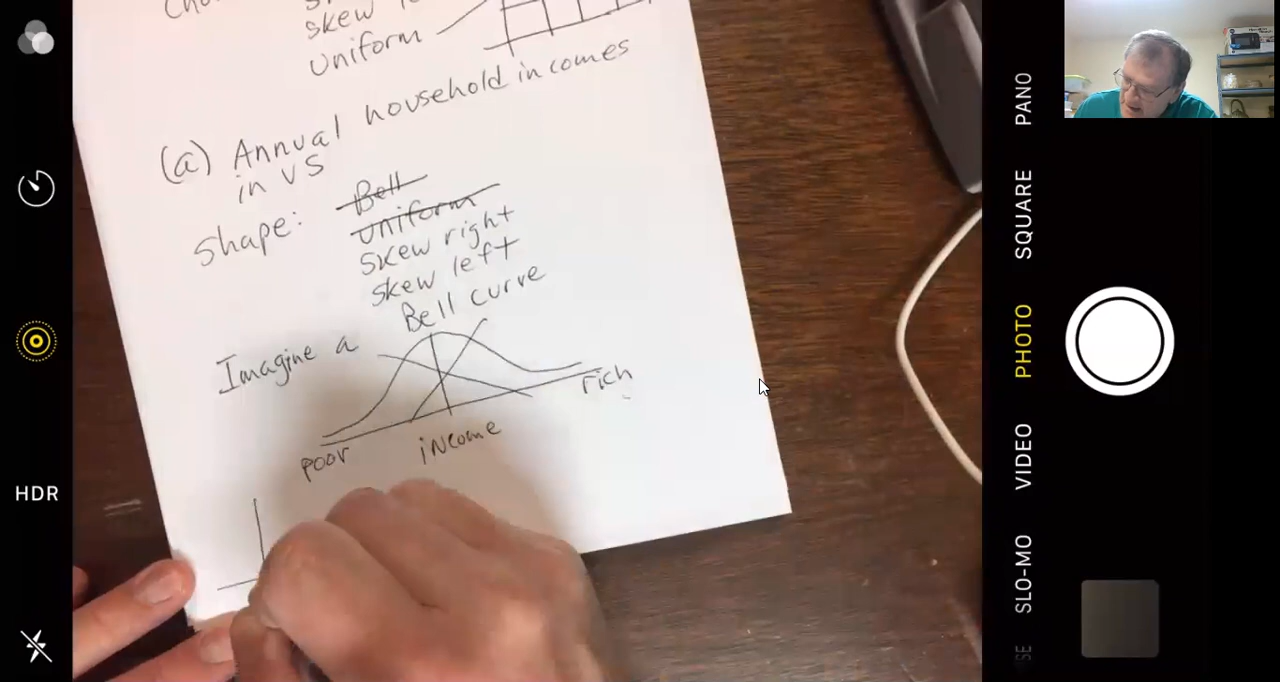 skew
Uniform
(a) Annual household incomes
in US
Shape: Bell
Uniform
skew right
skew left
Imagine a Bell curve
rich
poor
income
HDR
PANO
SQUARE
PHOTO
VIDEO
SLO-MO
SE